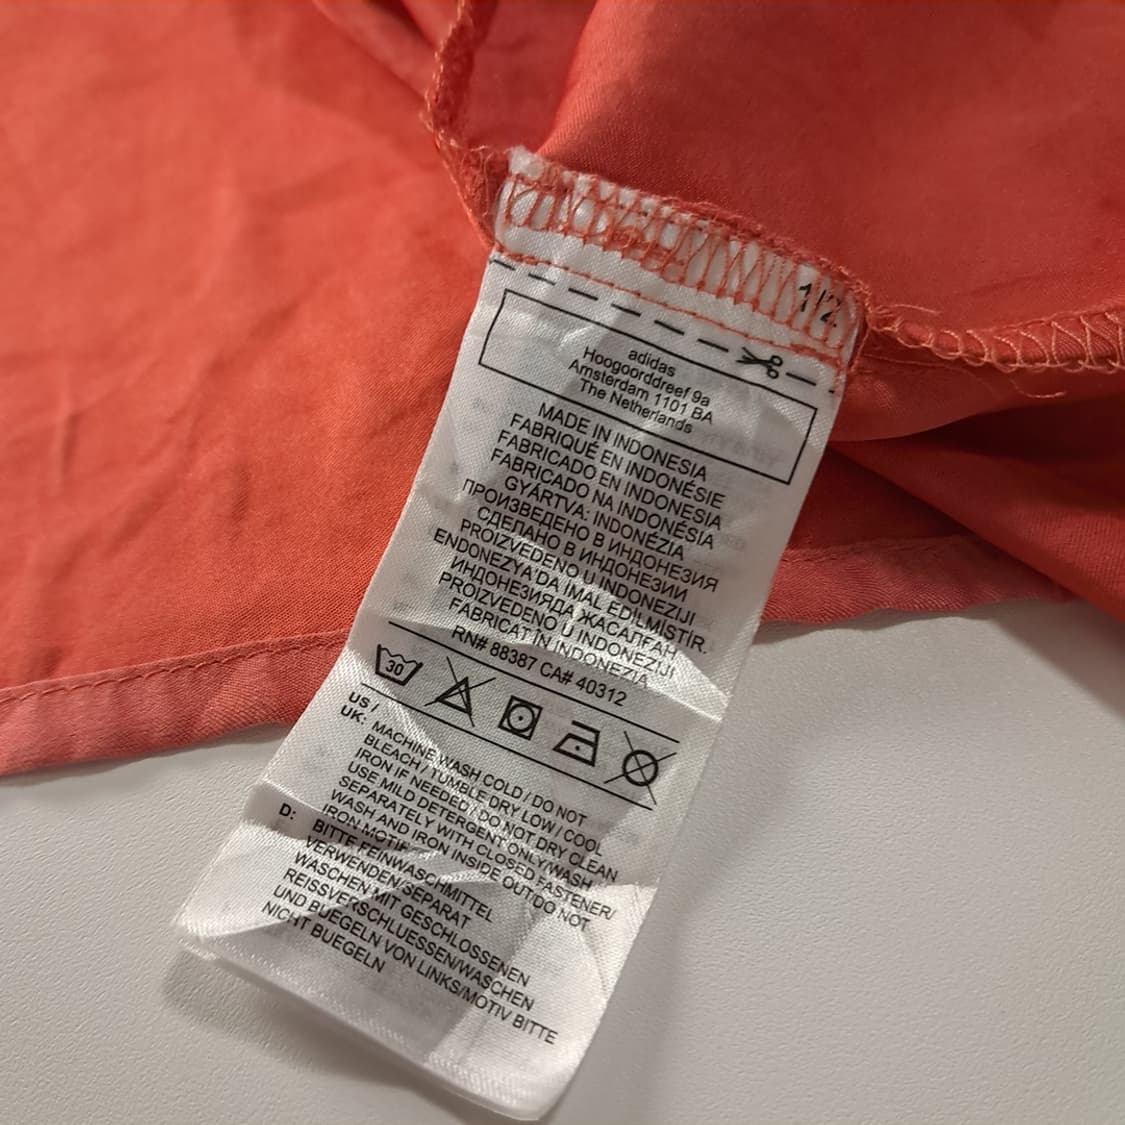 1/2
adidas
Hoogoorddreef 9a
Amsterdam 1101 BA
The Netherlands
MADE IN INDONESIA
FABRIQUÉ EN INDONÉSIE
FABRICADO EN INDONESIA
FABRICADO NA INDONÉSIA
GYÁRTVA: INDONÉZIA
ПРОИЗВЕДЕНО В ИНДОНЕЗИЯ
СДЕЛАНО В ИНДОНЕЗИИ
PROIZVEDENO U INDONEZIJI
ENDONEZYA'DA IMAL EDİLMİSTİR.
ИНДОНЕЗИЯДА ЖАСАЛҒАН
PROIZVEDENO U INDONEZIJI
FABRICAT ÎN INDONEZIA
RN# 88387 CA# 40312
30
US /
UK: MACHINE WASH COLD / DO NOT
BLEACH / TUMBLE DRY LOW / COOL
IRON IF NEEDED / DO NOT DRY CLEAN
USE MILD DETERGENT ONLY/WASH
SEPARATELY WITH CLOSED FASTENER/
WASH AND IRON INSIDE OUT/DO NOT
IRON MOTIF
D: BITTE FEINWASCHMITTEL
VERWENDEN/SEPARAT
WASCHEN MIT GESCHLOSSENEN
REISSVERSCHLUESSEN/WASCHEN
UND BUEGELN VON LINKS/MOTIV BITTE
NICHT BUEGELN